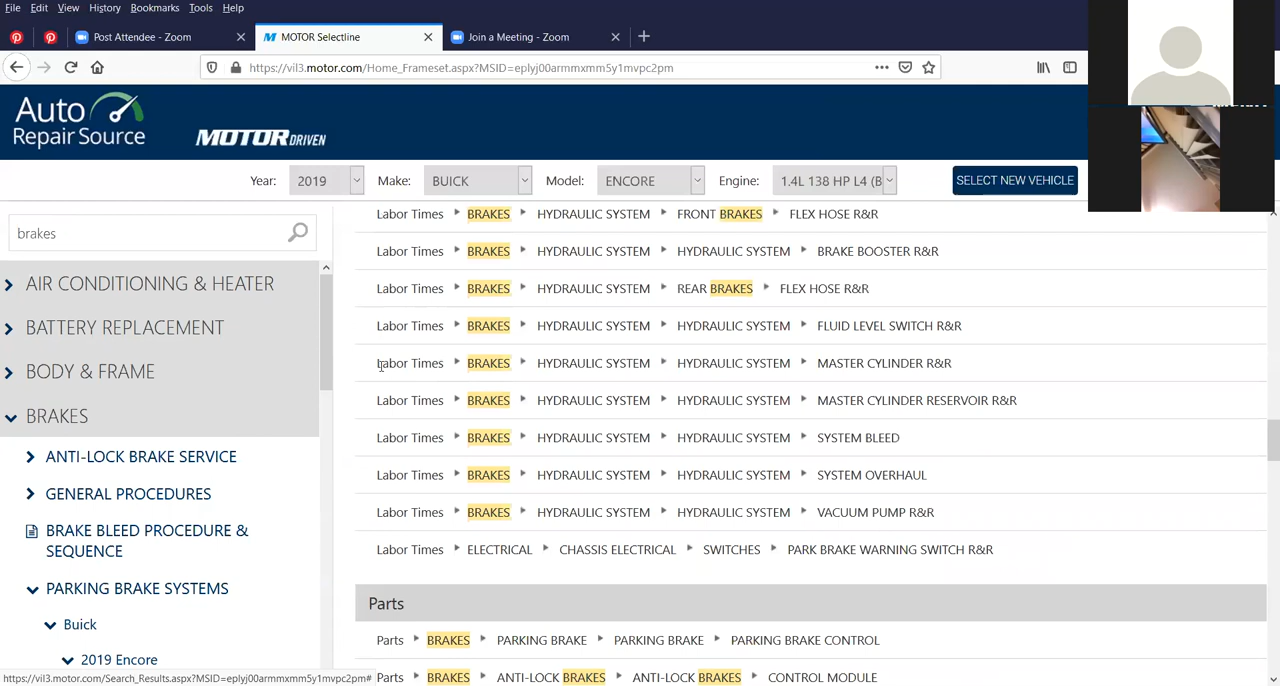 File Edit View History Bookmarks Tools Help
Post Attendee - Zoom
MOTOR Selectline
Join a Meeting - Zoom
https://vil3.motor.com/Home_Frameset.aspx?MSID=eplyj00armmxmm5y1mvpc2pm
Auto
Repair Source
MOTOR DRIVEN
Year: 2019 Make: BUICK Model: ENCORE Engine: 1.4L 138 HP L4 (B
SELECT NEW VEHICLE
brakes
AIR CONDITIONING & HEATER
BATTERY REPLACEMENT
BODY & FRAME
BRAKES
ANTI-LOCK BRAKE SERVICE
GENERAL PROCEDURES
BRAKE BLEED PROCEDURE &
SEQUENCE
PARKING BRAKE SYSTEMS
Buick
2019 Encore
Labor Times BRAKES HYDRAULIC SYSTEM FRONT BRAKES FLEX HOSE R&R
Labor Times BRAKES HYDRAULIC SYSTEM HYDRAULIC SYSTEM BRAKE BOOSTER R&R
Labor Times BRAKES HYDRAULIC SYSTEM REAR BRAKES FLEX HOSE R&R
Labor Times BRAKES HYDRAULIC SYSTEM HYDRAULIC SYSTEM FLUID LEVEL SWITCH R&R
Labor Times BRAKES HYDRAULIC SYSTEM HYDRAULIC SYSTEM MASTER CYLINDER R&R
Labor Times BRAKES HYDRAULIC SYSTEM HYDRAULIC SYSTEM MASTER CYLINDER RESERVOIR R&R
Labor Times BRAKES HYDRAULIC SYSTEM HYDRAULIC SYSTEM SYSTEM BLEED
Labor Times BRAKES HYDRAULIC SYSTEM HYDRAULIC SYSTEM SYSTEM OVERHAUL
Labor Times BRAKES HYDRAULIC SYSTEM HYDRAULIC SYSTEM VACUUM PUMP R&R
Labor Times ELECTRICAL CHASSIS ELECTRICAL SWITCHES PARK BRAKE WARNING SWITCH R&R
Parts
Parts BRAKES PARKING BRAKE PARKING BRAKE PARKING BRAKE CONTROL
Parts BRAKES ANTI-LOCK BRAKES ANTI-LOCK BRAKES CONTROL MODULE
https://vil3.motor.com/Search_Results.aspx?MSID=eplyj00armmxmm5y1mvpc2pm#